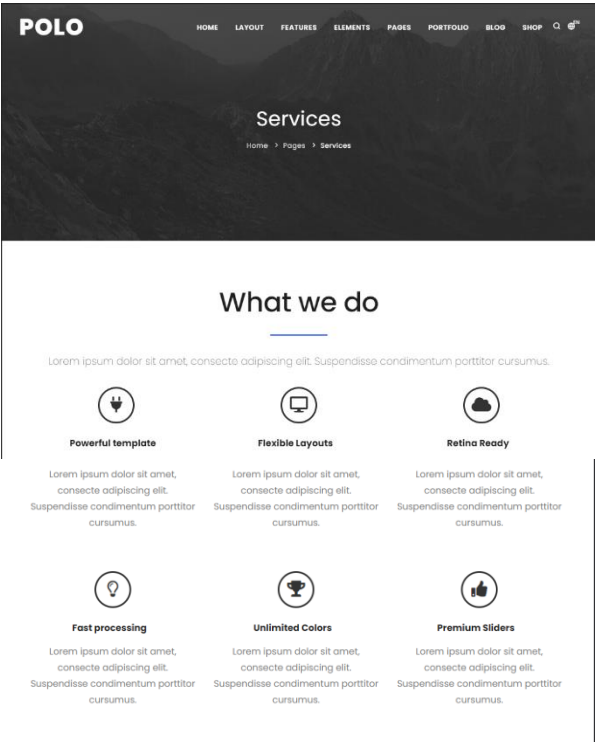 POLO
HOME LAYOUT FEATURES ELEMENTS PAGES PORTFOLIO BLOG SHOP EN
Services
Home > Pages > Services
What we do
Lorem ipsum dolor sit amet, consecte adipiscing elit. Suspendisse condimentum porttitor cursumus.
Powerful template
Flexible Layouts
Retina Ready
Lorem ipsum dolor sit amet,
consecte adipiscing elit.
Suspendisse condimentum porttitor
cursumus.
Lorem ipsum dolor sit amet,
consecte adipiscing elit.
Suspendisse condimentum porttitor
cursumus.
Lorem ipsum dolor sit amet,
consecte adipiscing elit.
Suspendisse condimentum porttitor
cursumus.
Fast processing
Unlimited Colors
Premium Sliders
Lorem ipsum dolor sit amet,
consecte adipiscing elit.
Suspendisse condimentum porttitor
cursumus.
Lorem ipsum dolor sit amet,
consecte adipiscing elit.
Suspendisse condimentum porttitor
cursumus.
Lorem ipsum dolor sit amet,
consecte adipiscing elit.
Suspendisse condimentum porttitor
cursumus.